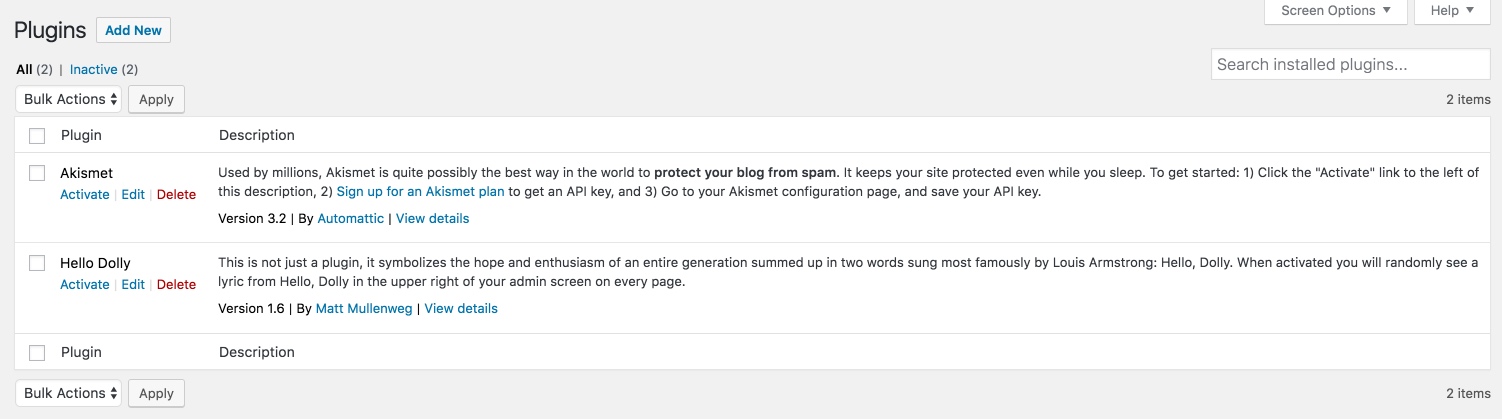 Screen Options ▼ Help ▼
Plugins Add New
All (2) | Inactive (2)
Search installed plugins...
Bulk Actions Apply 2 items
Plugin Description
Akismet Used by millions, Akismet is quite possibly the best way in the world to protect your blog from spam. It keeps your site protected even while you sleep. To get started: 1) Click the "Activate" link to the left of
Activate | Edit | Delete this description, 2) Sign up for an Akismet plan to get an API key, and 3) Go to your Akismet configuration page, and save your API key.
Version 3.2 | By Automattic | View details
Hello Dolly This is not just a plugin, it symbolizes the hope and enthusiasm of an entire generation summed up in two words sung most famously by Louis Armstrong: Hello, Dolly. When activated you will randomly see a
Activate | Edit | Delete lyric from Hello, Dolly in the upper right of your admin screen on every page.
Version 1.6 | By Matt Mullenweg | View details
Plugin Description
Bulk Actions Apply 2 items